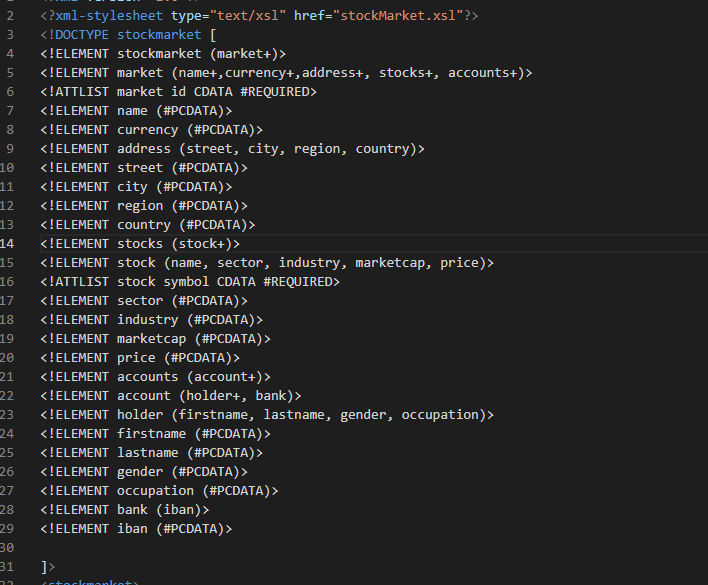 2 <?xml-stylesheet type="text/xsl" href="stockMarket.xsl"?>
3 <!DOCTYPE stockmarket [
4 <!ELEMENT stockmarket (market+)>
5 <!ELEMENT market (name+,currency+,address+, stocks+, accounts+)>
6 <!ATTLIST market id CDATA #REQUIRED>
7 <!ELEMENT name (#PCDATA)>
8 <!ELEMENT currency (#PCDATA)>
9 <!ELEMENT address (street, city, region, country)>
10 <!ELEMENT street (#PCDATA)>
11 <!ELEMENT city (#PCDATA)>
12 <!ELEMENT region (#PCDATA)>
13 <!ELEMENT country (#PCDATA)>
14 <!ELEMENT stocks (stock+)>
15 <!ELEMENT stock (name, sector, industry, marketcap, price)>
16 <!ATTLIST stock symbol CDATA #REQUIRED>
17 <!ELEMENT sector (#PCDATA)>
18 <!ELEMENT industry (#PCDATA)>
19 <!ELEMENT marketcap (#PCDATA)>
20 <!ELEMENT price (#PCDATA)>
21 <!ELEMENT accounts (account+)>
22 <!ELEMENT account (holder+, bank)>
23 <!ELEMENT holder (firstname, lastname, gender, occupation)>
24 <!ELEMENT firstname (#PCDATA)>
25 <!ELEMENT lastname (#PCDATA)>
26 <!ELEMENT gender (#PCDATA)>
27 <!ELEMENT occupation (#PCDATA)>
28 <!ELEMENT bank (iban)>
29 <!ELEMENT iban (#PCDATA)>
30
31 ]>
<stockmarket>